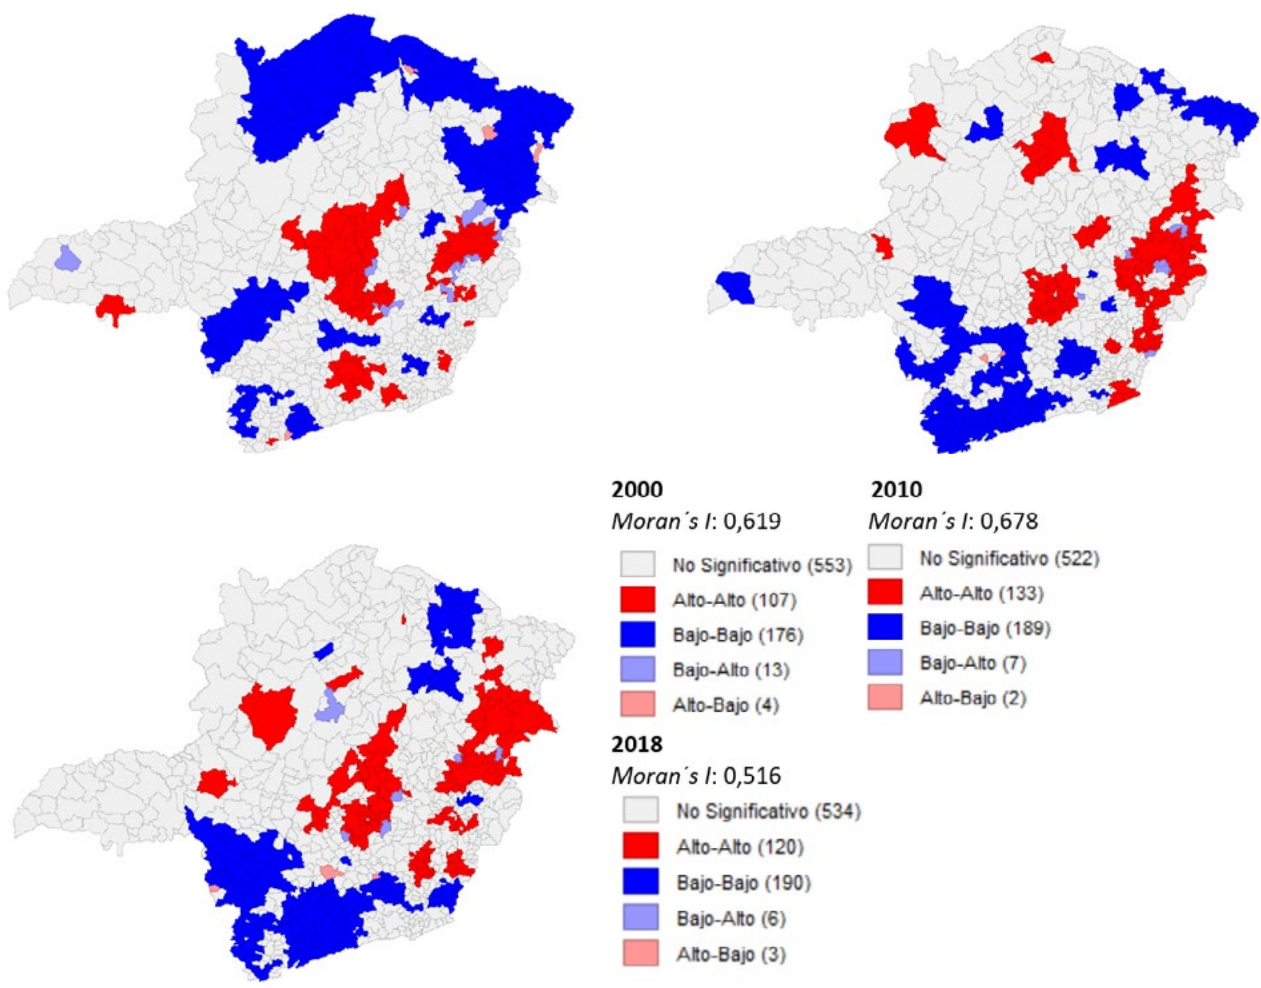 2000
Moran´s I: 0,619
No Significativo (553)
Alto-Alto (107)
Bajo-Bajo (176)
Bajo-Alto (13)
Alto-Bajo (4)
2010
Moran´s I: 0,678
No Significativo (522)
Alto-Alto (133)
Bajo-Bajo (189)
Bajo-Alto (7)
Alto-Bajo (2)
2018
Moran´s I: 0,516
No Significativo (534)
Alto-Alto (120)
Bajo-Bajo (190)
Bajo-Alto (6)
Alto-Bajo (3)